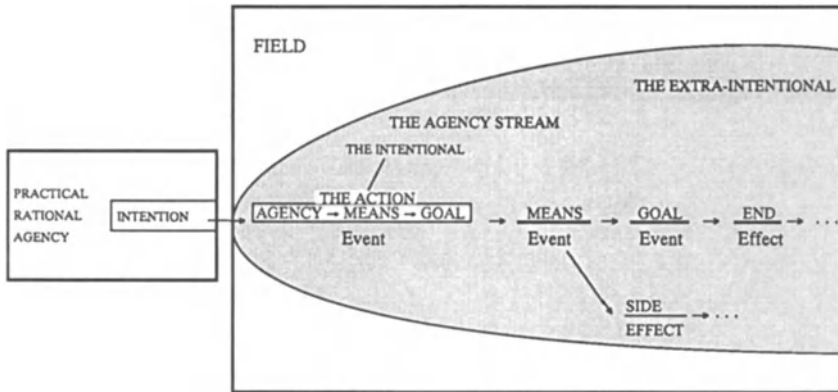 FIELD
THE EXTRA-INTENTIONAL
THE AGENCY STREAM
THE INTENTIONAL
PRACTICAL
RATIONAL
AGENCY
INTENTION
THE ACTION
AGENCY → MEANS → GOAL → MEANS → GOAL → END → ...
Event Event Event Effect
SIDE → ...
EFFECT